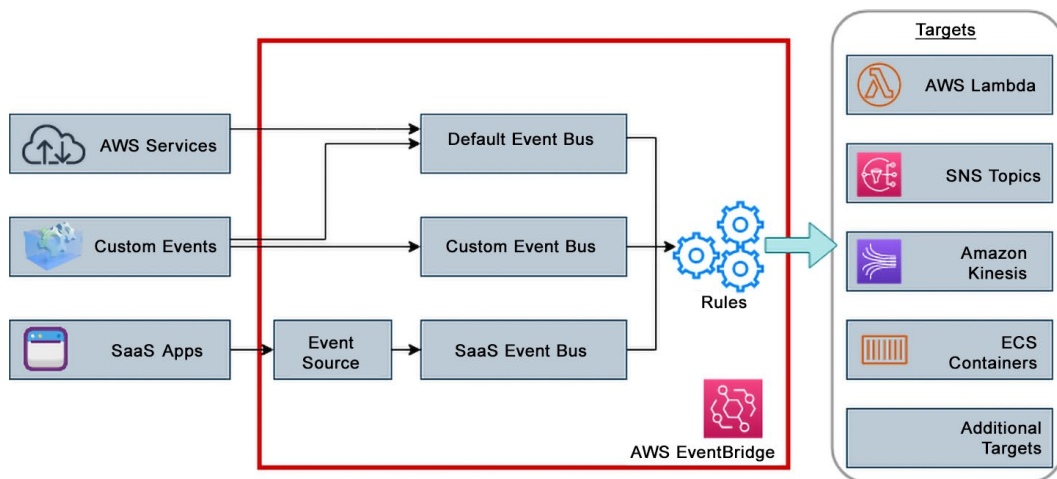 Targets
AWS Lambda
AWS Services
Default Event Bus
SNS Topics
Custom Events
Custom Event Bus
Rules
Amazon
Kinesis
SaaS Apps
Event
Source
SaaS Event Bus
ECS
Containers
AWS EventBridge
Additional
Targets